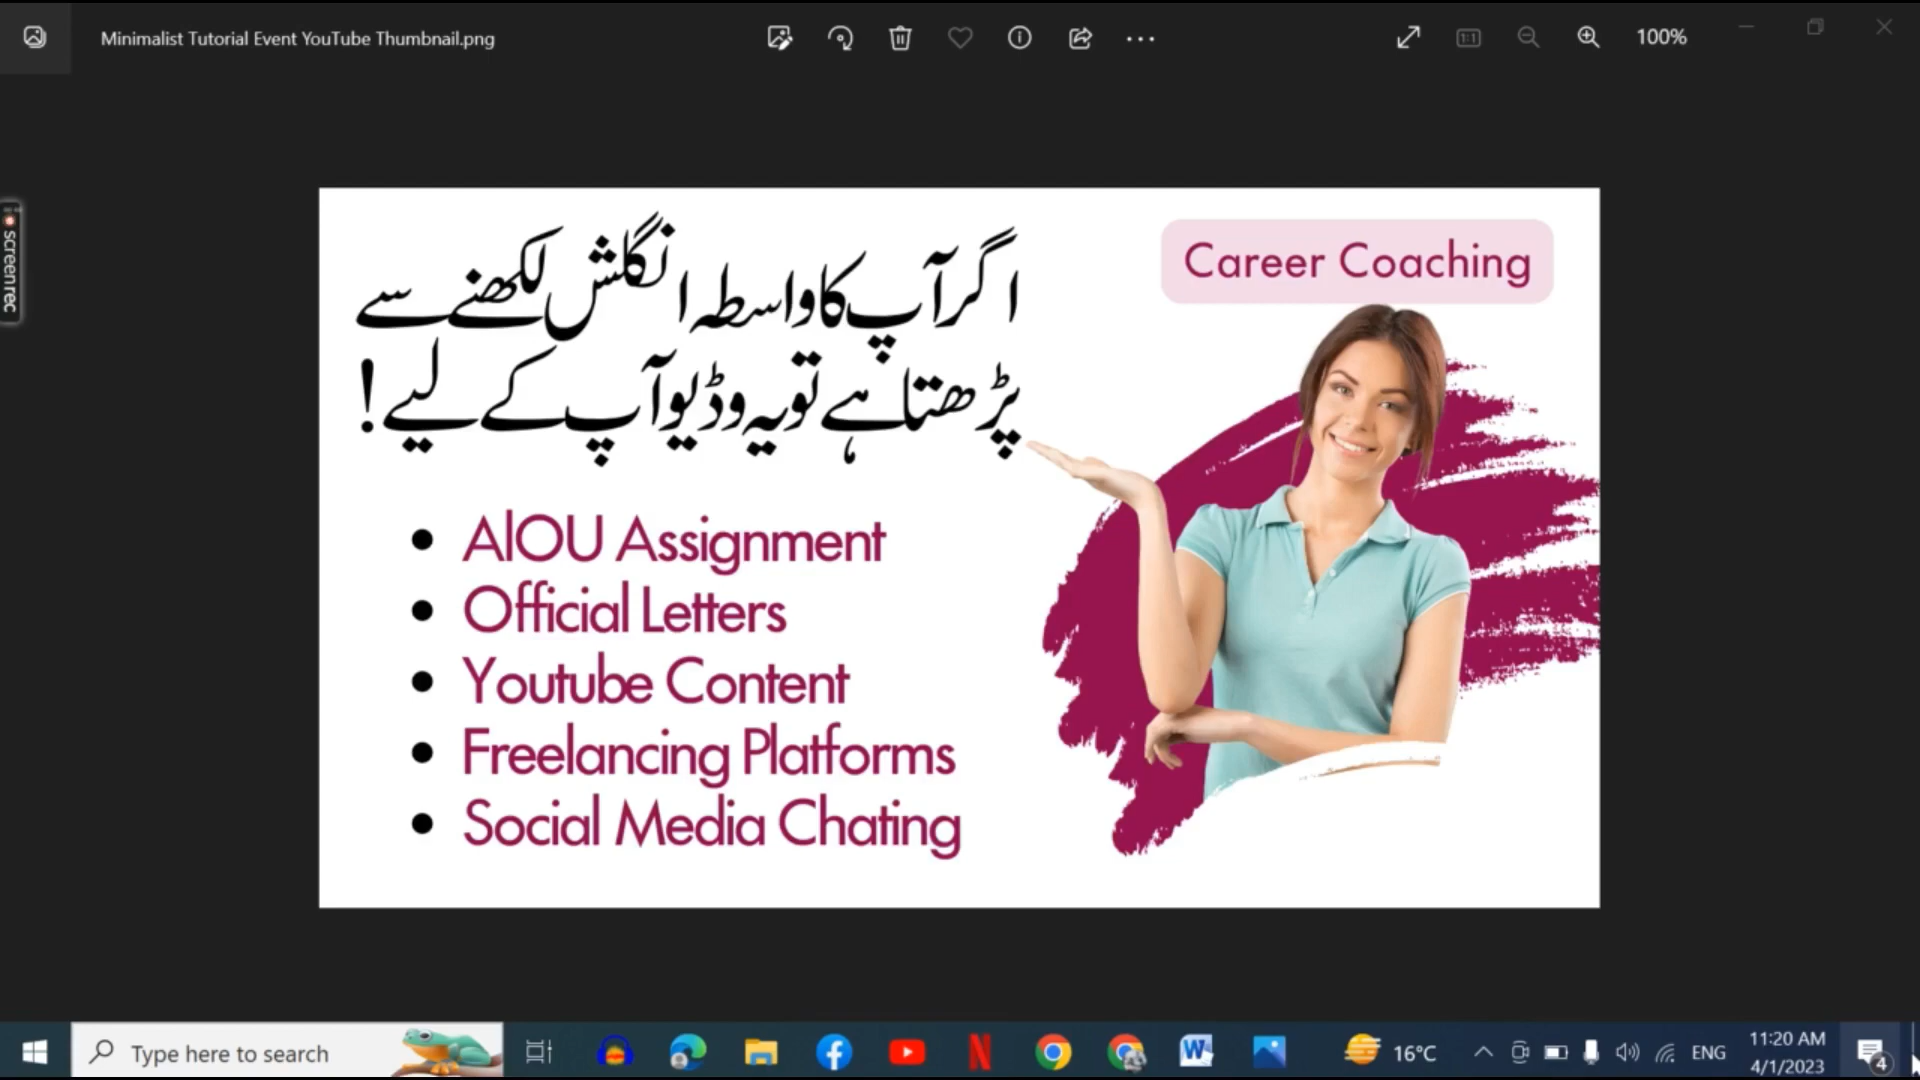 Minimalist Tutorial Event YouTube Thumbnail.png
100%
screenrec
اگر آپ کا واسطہ انگلش لکھنے سے
پڑھتا ہے تو یہ وڈیو آپ کے لیے!
Career Coaching
AIOU Assignment
Official Letters
Youtube Content
Freelancing Platforms
Social Media Chating
Type here to search
16°C
ENG
11:20 AM
4/1/2023
4